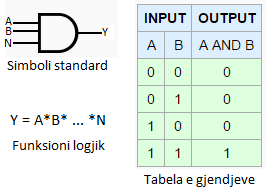 A
B
N
Y
Simboli standard
Y = A*B* ... *N
Funksioni logjik
INPUT OUTPUT
A B A AND B
0 0 0
0 1 0
1 0 0
1 1 1
Tabela e gjendjeve